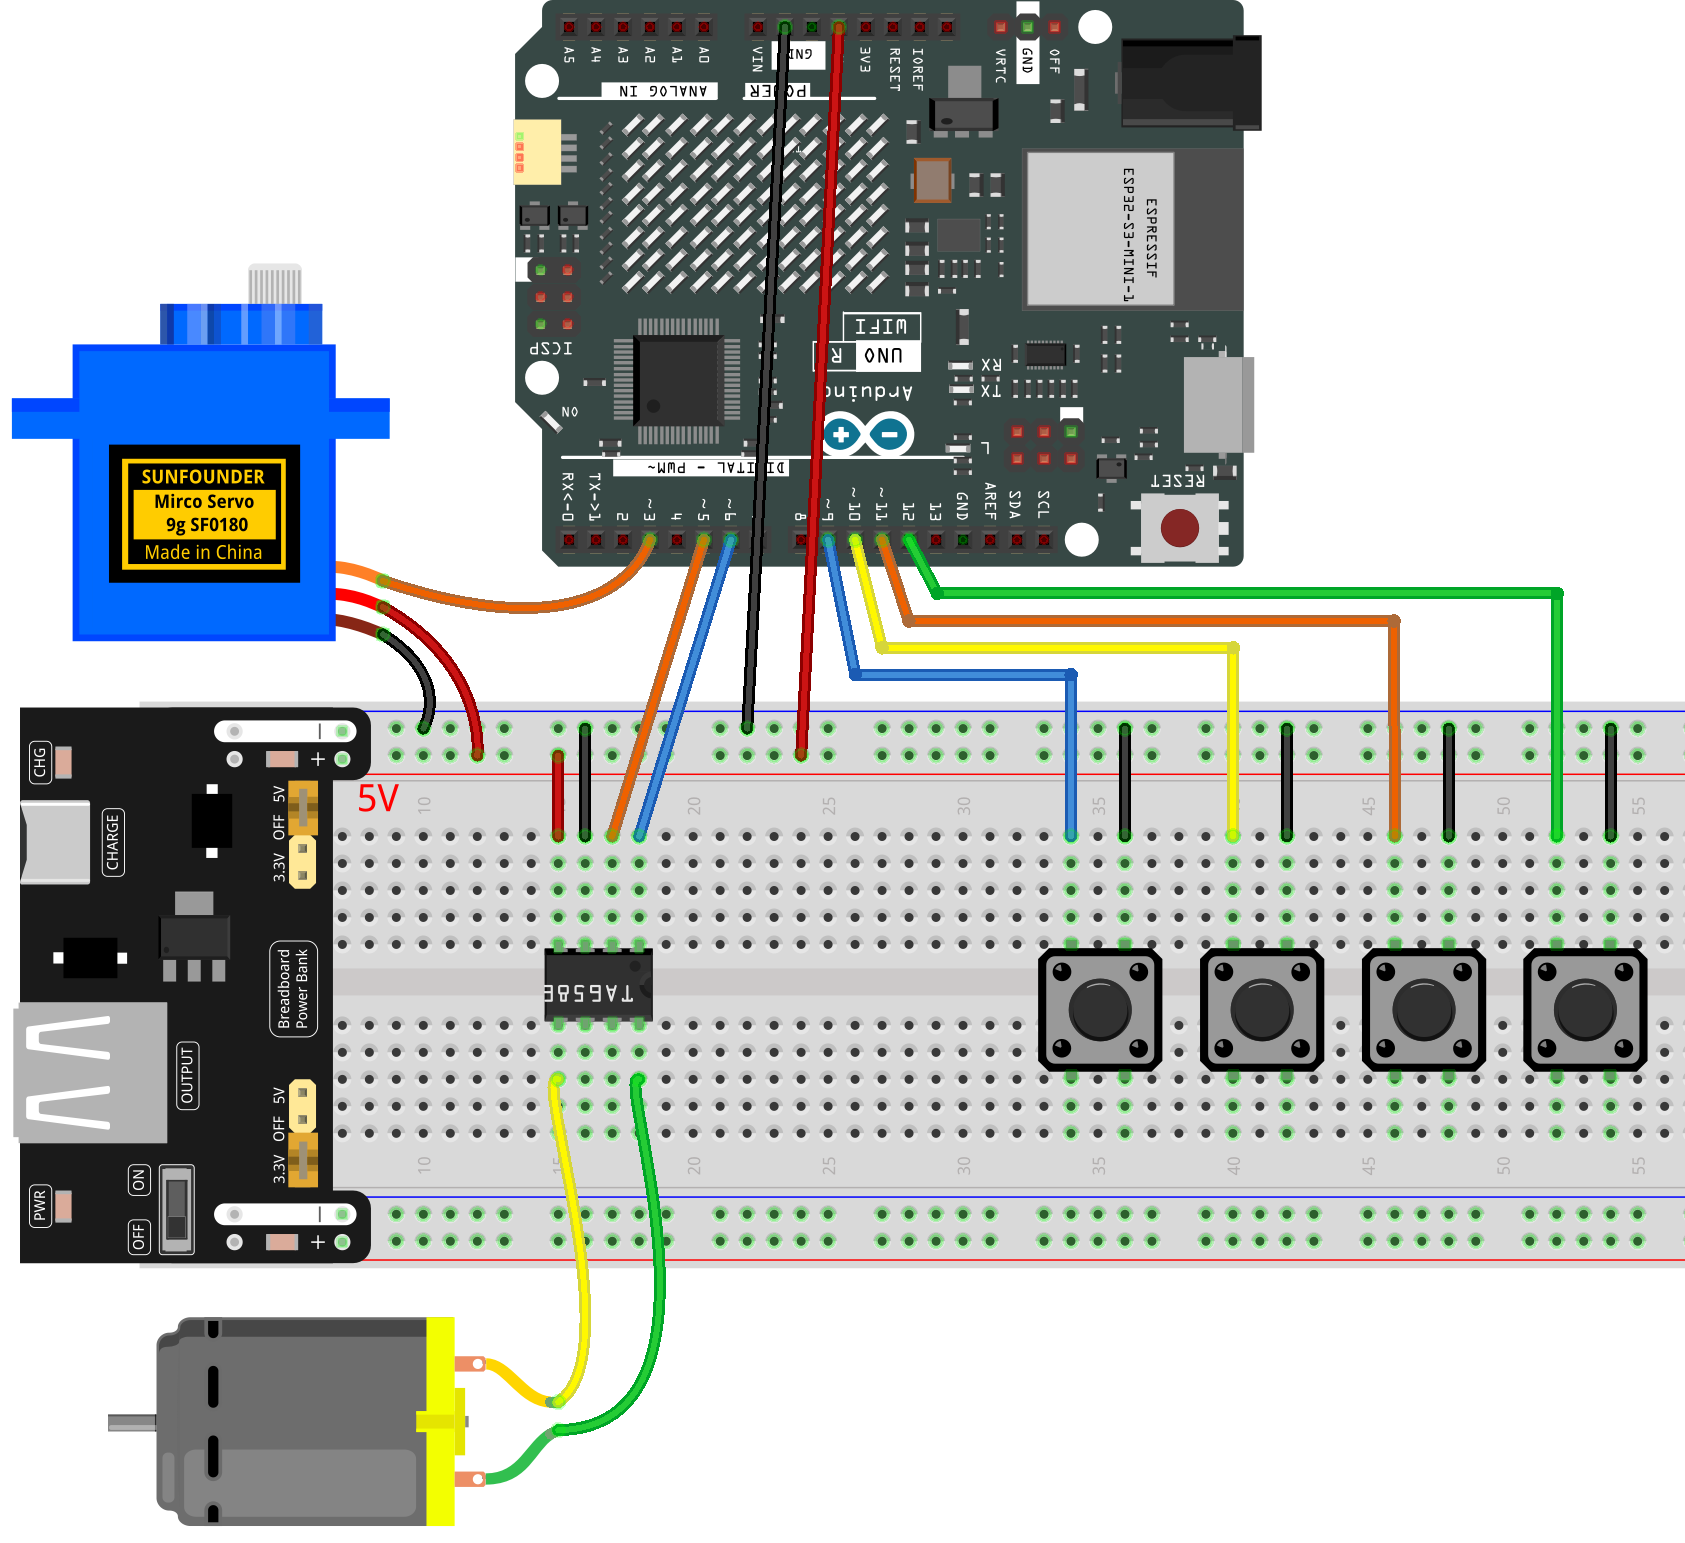 A5
A4
A3
A2
A1
A0
VIN
GND
3V3
RESET
IOREF
VRTC
GND
OFF
ANALOG IN
POWER
ESP32-S3-MINI-1
ESPRESSIF
ICSP
WIFI
UNO
R
RX
TX
Arduino
ON
L
DIGITAL - PWM~
RESET
RX<-0
TX->1
2
~3
4
~5
~6
8
~9
~10
~11
12
13
GND
AREF
SDA
SCL
SUNFOUNDER
Mirco Servo
9g SF0180
Made in China
CHG
CHARGE
5V
OFF
3.3V
5V
Breadboard
Power Bank
OUTPUT
5V
OFF
3.3V
ON
OFF
PWR
− +
− +
10
15
20
25
30
35
40
45
50
55
TA6586
10
15
20
25
30
35
40
45
50
55